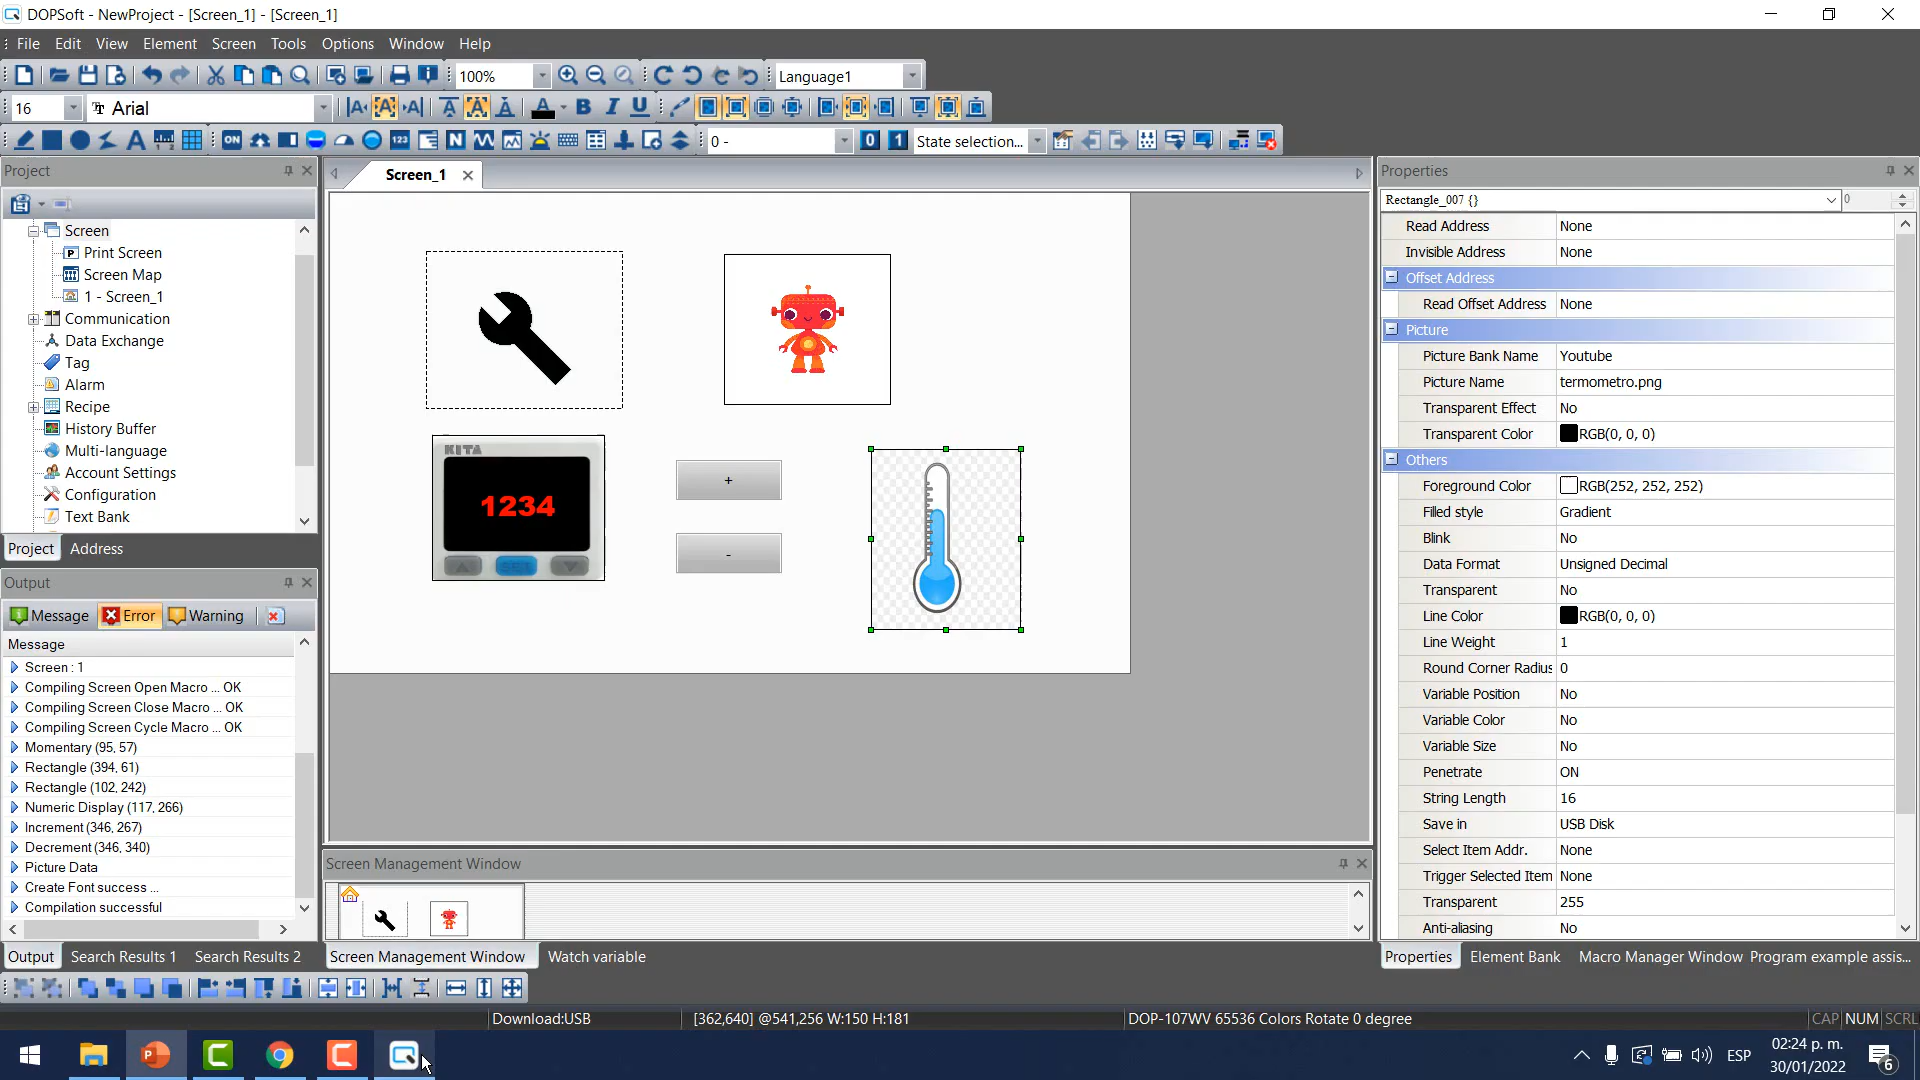 DOPSoft - NewProject - [Screen_1] - [Screen_1]
File Edit View Element Screen Tools Options Window Help
100% Language1
16 Arial
0 - 0 1 State selection...
Project
Screen_1
Properties
Rectangle_007 {} 0
Screen
Print Screen
Screen Map
1 - Screen_1
Communication
Data Exchange
Tag
Alarm
Recipe
History Buffer
Multi-language
Account Settings
Configuration
Text Bank
Project Address
Output
Message Error Warning
Message
Screen : 1
Compiling Screen Open Macro ... OK
Compiling Screen Close Macro ... OK
Compiling Screen Cycle Macro ... OK
Momentary (95, 57)
Rectangle (394, 61)
Rectangle (102, 242)
Numeric Display (117, 266)
Increment (346, 267)
Decrement (346, 340)
Picture Data
Create Font success ...
Compilation successful
Output Search Results 1 Search Results 2
KITA
1234
SET
+
-
Screen Management Window
Screen Management Window Watch variable
Read Address None
Invisible Address None
Offset Address
Read Offset Address None
Picture
Picture Bank Name Youtube
Picture Name termometro.png
Transparent Effect No
Transparent Color RGB(0, 0, 0)
Others
Foreground Color RGB(252, 252, 252)
Filled style Gradient
Blink No
Data Format Unsigned Decimal
Transparent No
Line Color RGB(0, 0, 0)
Line Weight 1
Round Corner Radius 0
Variable Position No
Variable Color No
Variable Size No
Penetrate ON
String Length 16
Save in USB Disk
Select Item Addr. None
Trigger Selected Item None
Transparent 255
Anti-aliasing No
Properties Element Bank Macro Manager Window Program example assis...
Download:USB [362,640] @541,256 W:150 H:181 DOP-107WV 65536 Colors Rotate 0 degree CAP NUM SCRL
ESP 02:24 p. m.
30/01/2022 6